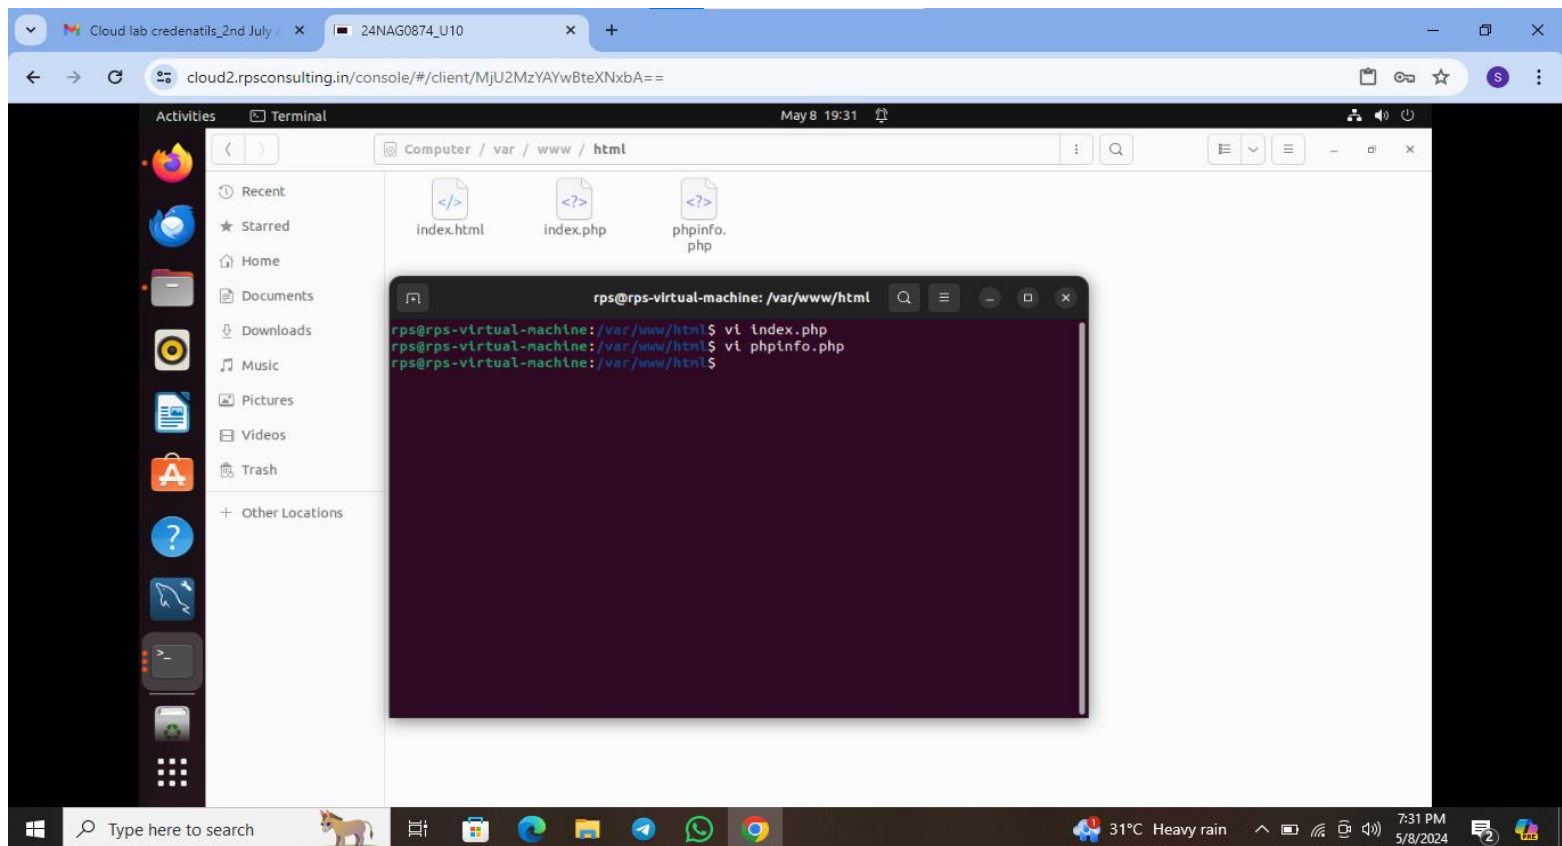 Cloud lab credenatils_2nd July
24NAG0874_U10
cloud2.rpsconsulting.in/console/#/client/MjU2MzYAYwBteXNxbA==
S
Activities
Terminal
May 8 19:31
Computer / var / www / html
Recent
Starred
Home
Documents
Downloads
Music
Pictures
Videos
Trash
+ Other Locations
</>
<?>
<?>
index.html
index.php
phpinfo.
php
rps@rps-virtual-machine: /var/www/html
rps@rps-virtual-machine:/var/www/html$ vi index.php
rps@rps-virtual-machine:/var/www/html$ vi phpinfo.php
rps@rps-virtual-machine:/var/www/html$
Type here to search
31°C Heavy rain
7:31 PM
5/8/2024
2
PRE